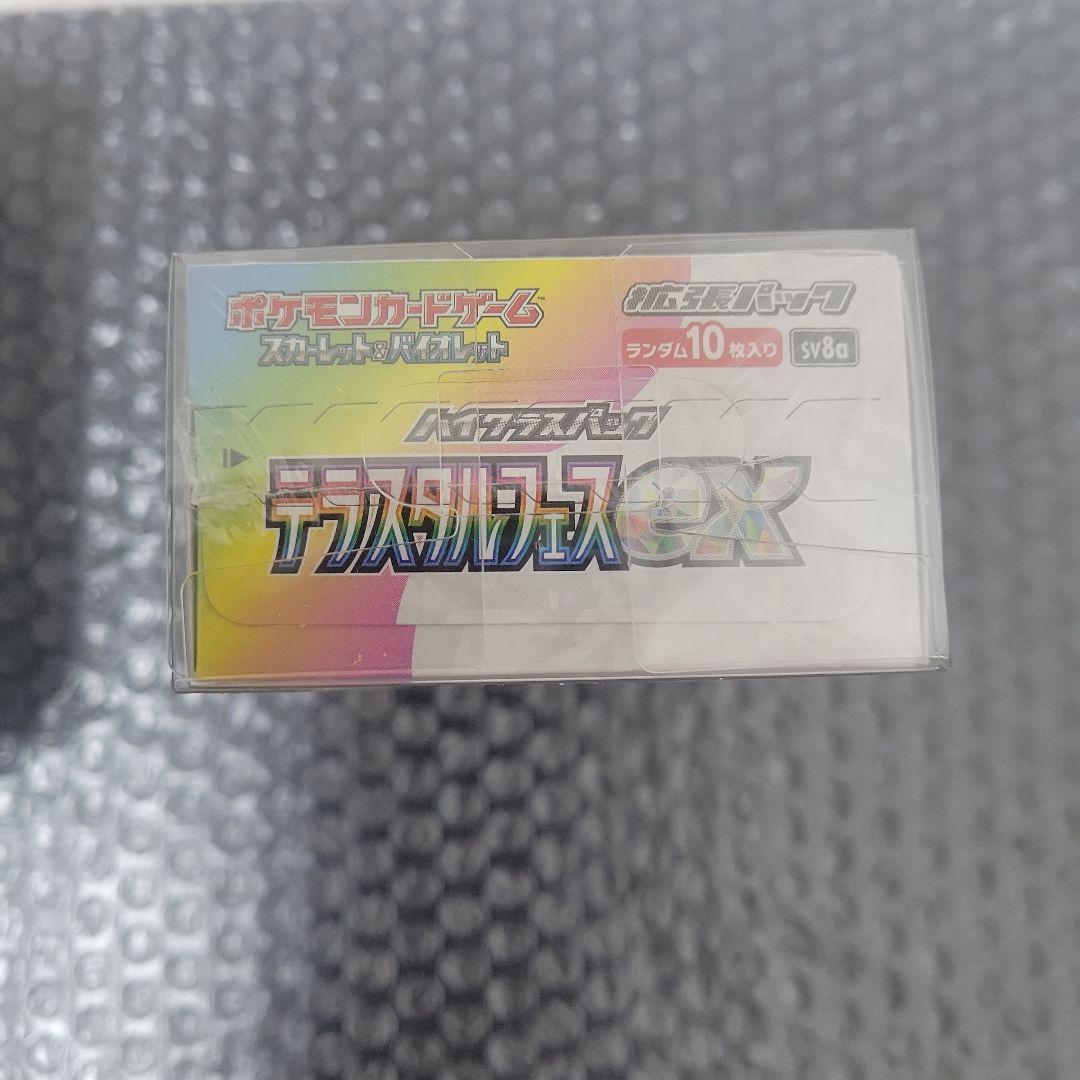 ポケモンカードゲーム™
スカーレット&バイオレット
拡張パック
ランダム10枚入り
SV8a
ハイクラスパック
テラスタルフェスex